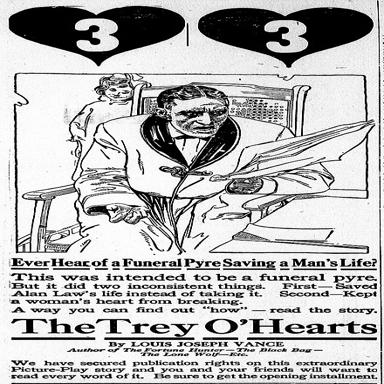 3 3
Ever Hear of a Funeral Pyre Saving a Man's Life?
This was intended to be a funeral pyre.
But it did two inconsistent things. First—Saved
Alan Law's life instead of taking it. Second—Kept
a woman's heart from breaking.
A way you can find out "how"—read the story.
The Trey O'Hearts
By LOUIS JOSEPH VANCE
Author of The Fortune Hunter—The Black Bag—
The Lone Wolf—Etc.
We have secured publication rights on this extraordinary
Picture-Play story and you and your friends will want to
read every word of it. Be sure to get the opening installment.